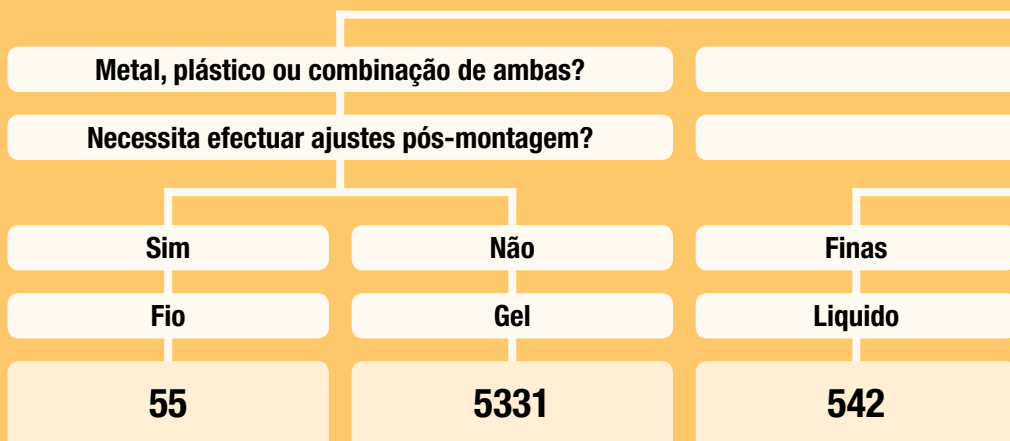 Metal, plástico ou combinação de ambas?
Necessita efectuar ajustes pós-montagem?
Sim
Não
Finas
Fio
Gel
Liquido
55
5331
542